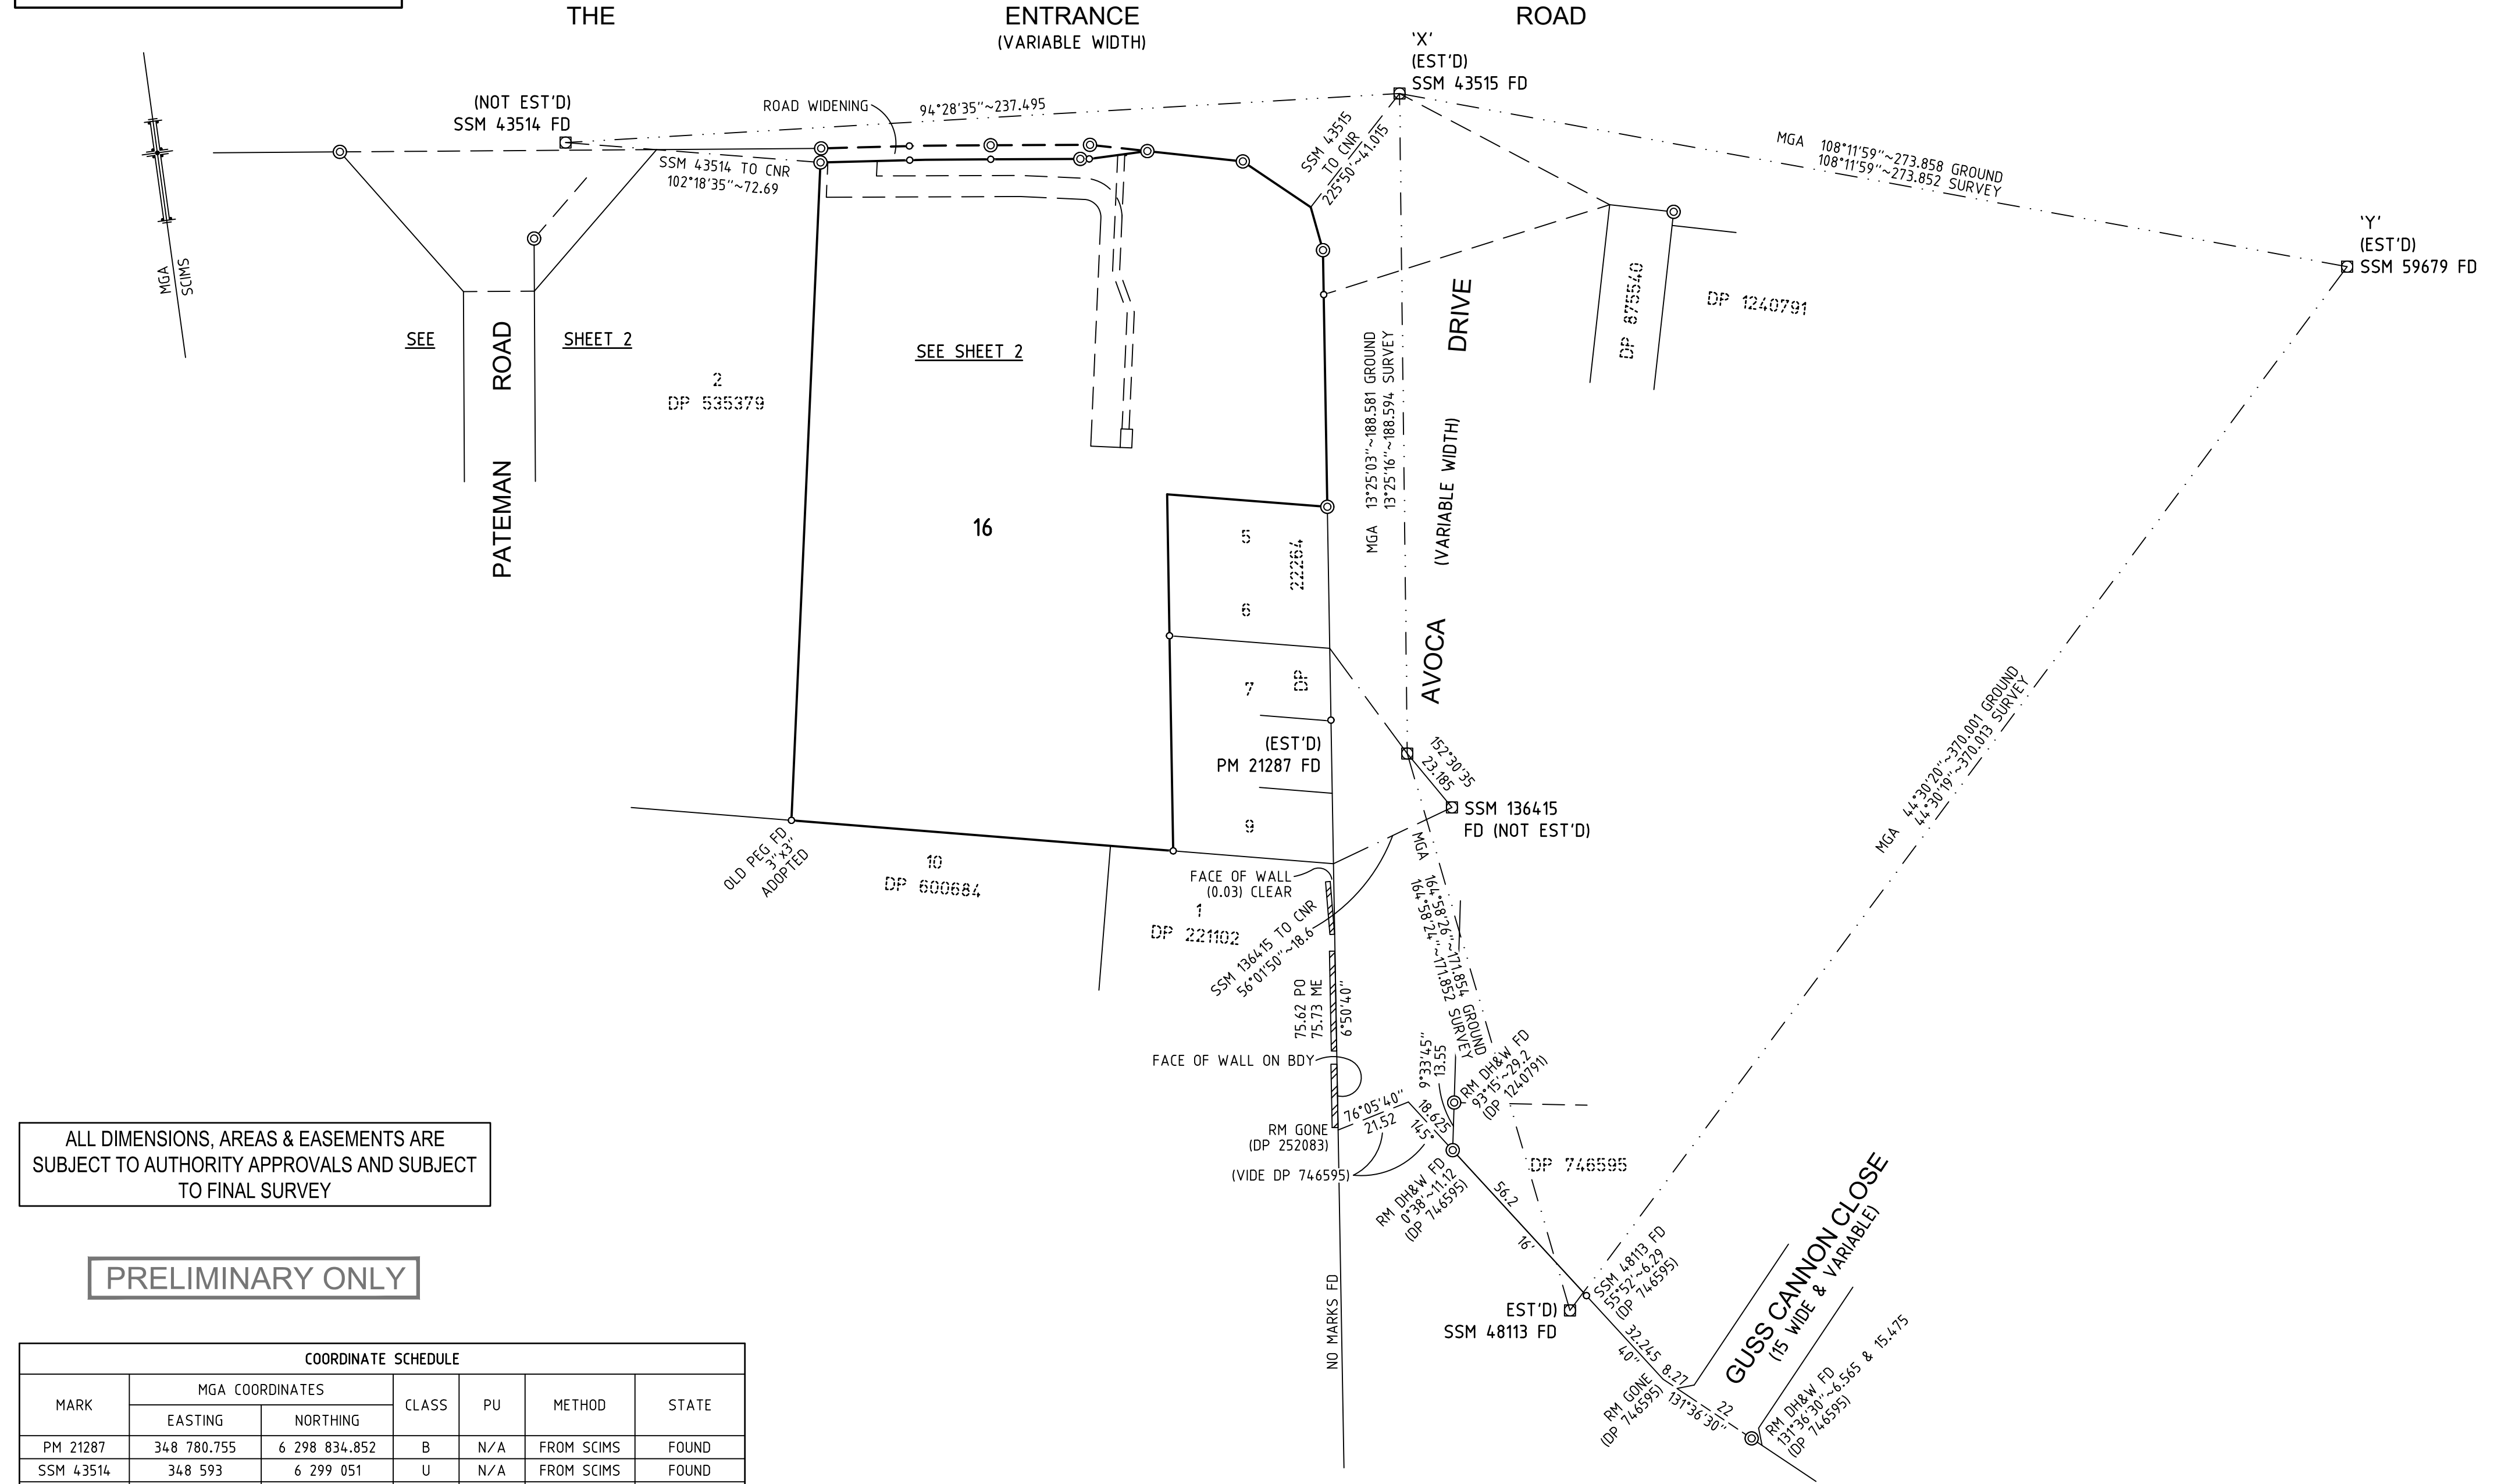 THE ENTRANCE ROAD
(VARIABLE WIDTH)
'X'
(EST'D)
SSM 43515 FD
(NOT EST'D)
SSM 43514 FD
ROAD WIDENING
94°28'35"~237.495
SSM 43514 TO CNR
102°18'35"~72.69
SSM 43515
TO CNR
225°50'~41.015
MGA 108°11'59"~273.858 GROUND
108°11'59"~273.852 SURVEY
'Y'
(EST'D)
SSM 59679 FD
MGA
SCIMS
SEE
SHEET 2
PATEMAN ROAD
2
DP 535379
SEE SHEET 2
16
DP 875540
DP 1240791
MGA 13°25'03"~188.581 GROUND
13°25'16"~188.594 SURVEY
AVOCA DRIVE
(VARIABLE WIDTH)
5
6
7
9
DP 22264
(EST'D)
PM 21287 FD
152°30'35
23.185
SSM 136415
FD (NOT EST'D)
MGA 44°30'20"~370.001 GROUND
44°30'19"~370.013 SURVEY
OLD PEG FD
3"x3"
ADOPTED
10
DP 600684
1
DP 221102
FACE OF WALL
(0.03) CLEAR
SSM 136415 TO CNR
56°01'50"~18.6
MGA 164°58'26"~171.854 GROUND
164°58'24"~171.852 SURVEY
75.62 PO
75.73 ME
6°50'40"
FACE OF WALL ON BDY
9°33'45"
13.55
RM DH&W FD
93°15'~29.2
(DP 1240791)
76°05'40"
21.52
18.625
145°
RM GONE
(DP 252083)
(VIDE DP 746595)
RM DH&W FD
0°38'~11.12
(DP 746595)
DP 746595
56.2
16'
SSM 48113 FD
55°52'~6.29
(DP 746595)
EST'D)
SSM 48113 FD
NO MARKS FD
GUSS CANNON CLOSE
(15 WIDE & VARIABLE)
32.245
40"
8.27
131°36'30"
22
RM GONE
(DP 746595)
RM DH&W FD
131°36'30"~6.565 & 15.475
(DP 746595)
ALL DIMENSIONS, AREAS & EASEMENTS ARE
SUBJECT TO AUTHORITY APPROVALS AND SUBJECT
TO FINAL SURVEY
PRELIMINARY ONLY
COORDINATE SCHEDULE
MARK MGA COORDINATES CLASS PU METHOD STATE
EASTING NORTHING
PM 21287 348 780.755 6 298 834.852 B N/A FROM SCIMS FOUND
SSM 43514 348 593 6 299 051 U N/A FROM SCIMS FOUND